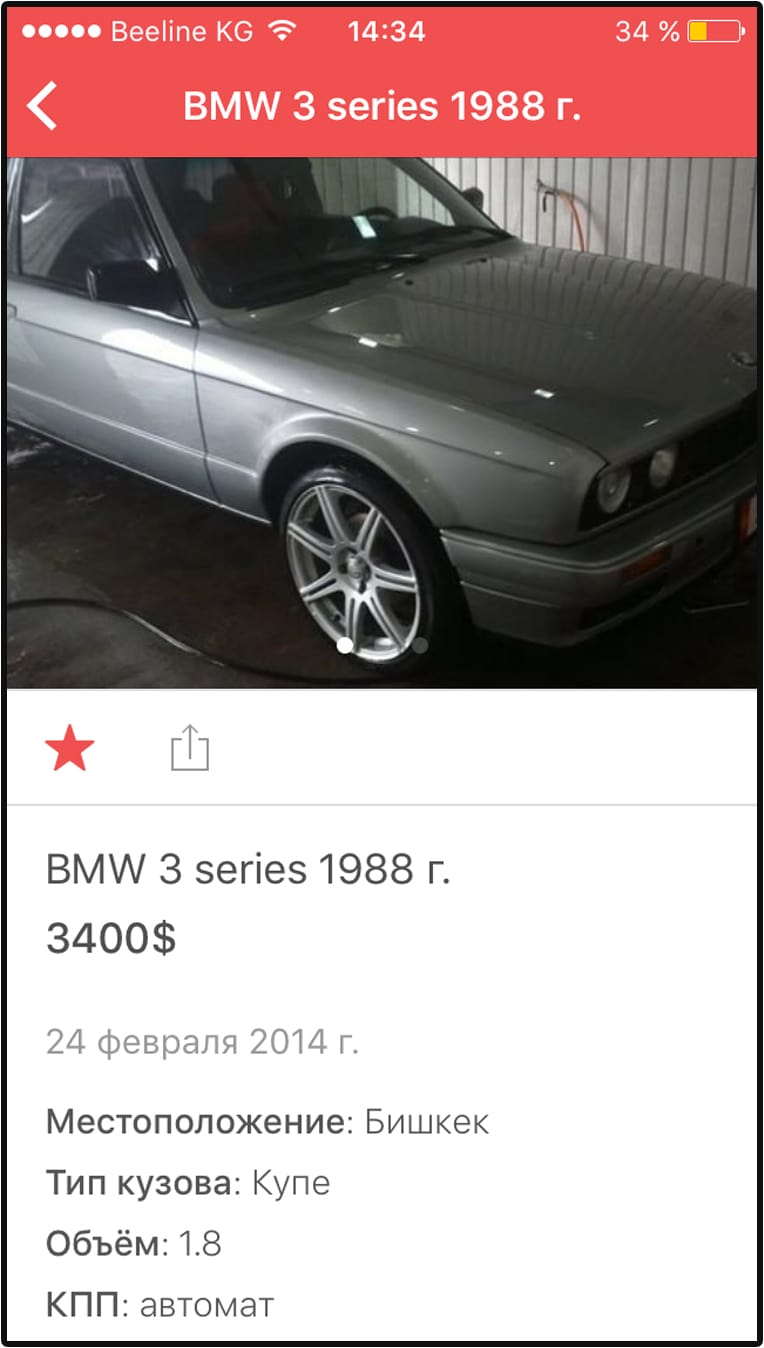 Beeline KG 14:34 34 %
BMW 3 series 1988 г.
BMW 3 series 1988 г.
3400$
24 февраля 2014 г.
Местоположение: Бишкек
Тип кузова: Купе
Объём: 1.8
КПП: автомат